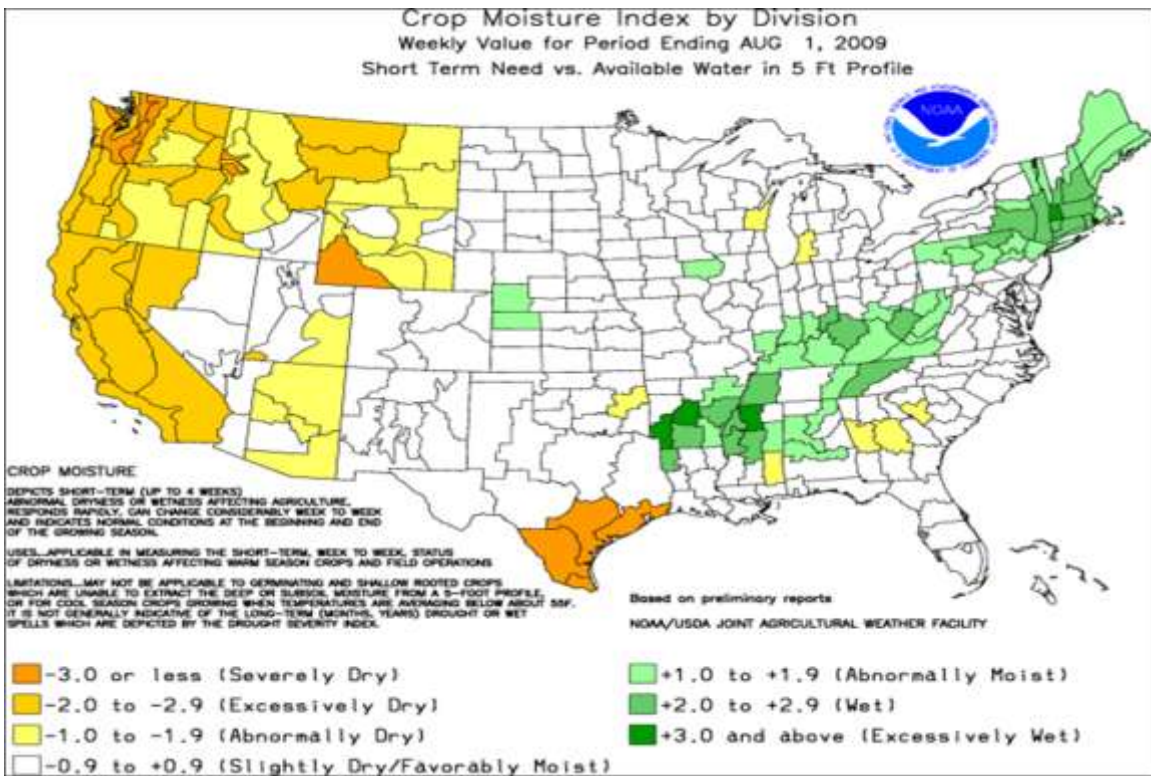 Crop Moisture Index by Division
Weekly Value for Period Ending AUG 1, 2009
Short Term Need vs. Available Water in 5 Ft Profile
NOAA
CROP MOISTURE
DEPICTS SHORT-TERM (UP TO 4 WEEKS)
ABNORMAL DRYNESS OR WETNESS AFFECTING AGRICULTURE,
RESPONDS RAPIDLY, CAN CHANGE CONSIDERABLY WEEK TO WEEK
AND INDICATES NORMAL CONDITIONS AT THE BEGINNING AND END
OF THE GROWING SEASON.
USES...APPLICABLE IN MEASURING THE SHORT-TERM, WEEK TO WEEK, STATUS
OF DRYNESS OR WETNESS AFFECTING WARM SEASON CROPS AND FIELD OPERATIONS
LIMITATIONS...MAY NOT BE APPLICABLE TO GERMINATING AND SHALLOW ROOTED CROPS
WHICH ARE UNABLE TO EXTRACT THE DEEP OR SUBSOIL MOISTURE FROM A 5-FOOT PROFILE,
OR FOR COOL SEASON CROPS GROWING WHEN TEMPERATURES ARE AVERAGING BELOW ABOUT 55F.
IT IS NOT GENERALLY INDICATIVE OF THE LONG-TERM (MONTHS, YEARS) DROUGHT OR WET
SPELLS WHICH ARE DEPICTED BY THE DROUGHT SEVERITY INDEX.
Based on preliminary reports
NOAA/USDA JOINT AGRICULTURAL WEATHER FACILITY
-3.0 or less (Severely Dry)
-2.0 to -2.9 (Excessively Dry)
-1.0 to -1.9 (Abnormally Dry)
-0.9 to +0.9 (Slightly Dry/Favorably Moist)
+1.0 to +1.9 (Abnormally Moist)
+2.0 to +2.9 (Wet)
+3.0 and above (Excessively Wet)